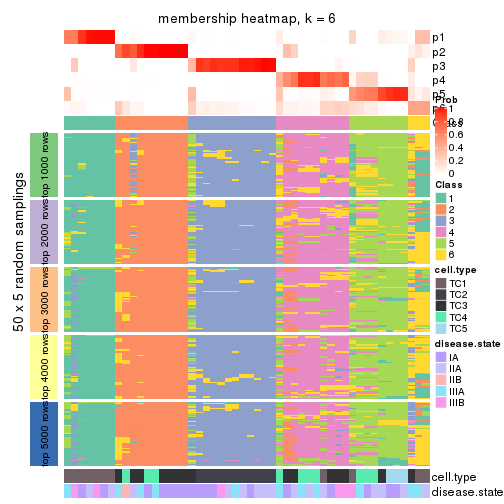 membership heatmap, k = 6
p1
p2
p3
p4
p5
p6
Prob
1
0.8
0.6
0.4
0.2
0
Class
Class
1
2
3
4
5
6
cell.type
TC1
TC2
TC3
TC4
TC5
disease.state
IA
IIA
IIB
IIIA
IIIB
50 x 5 random samplings
top 1000 rows
top 2000 rows
top 3000 rows
top 4000 rows
top 5000 rows
cell.type
disease.state